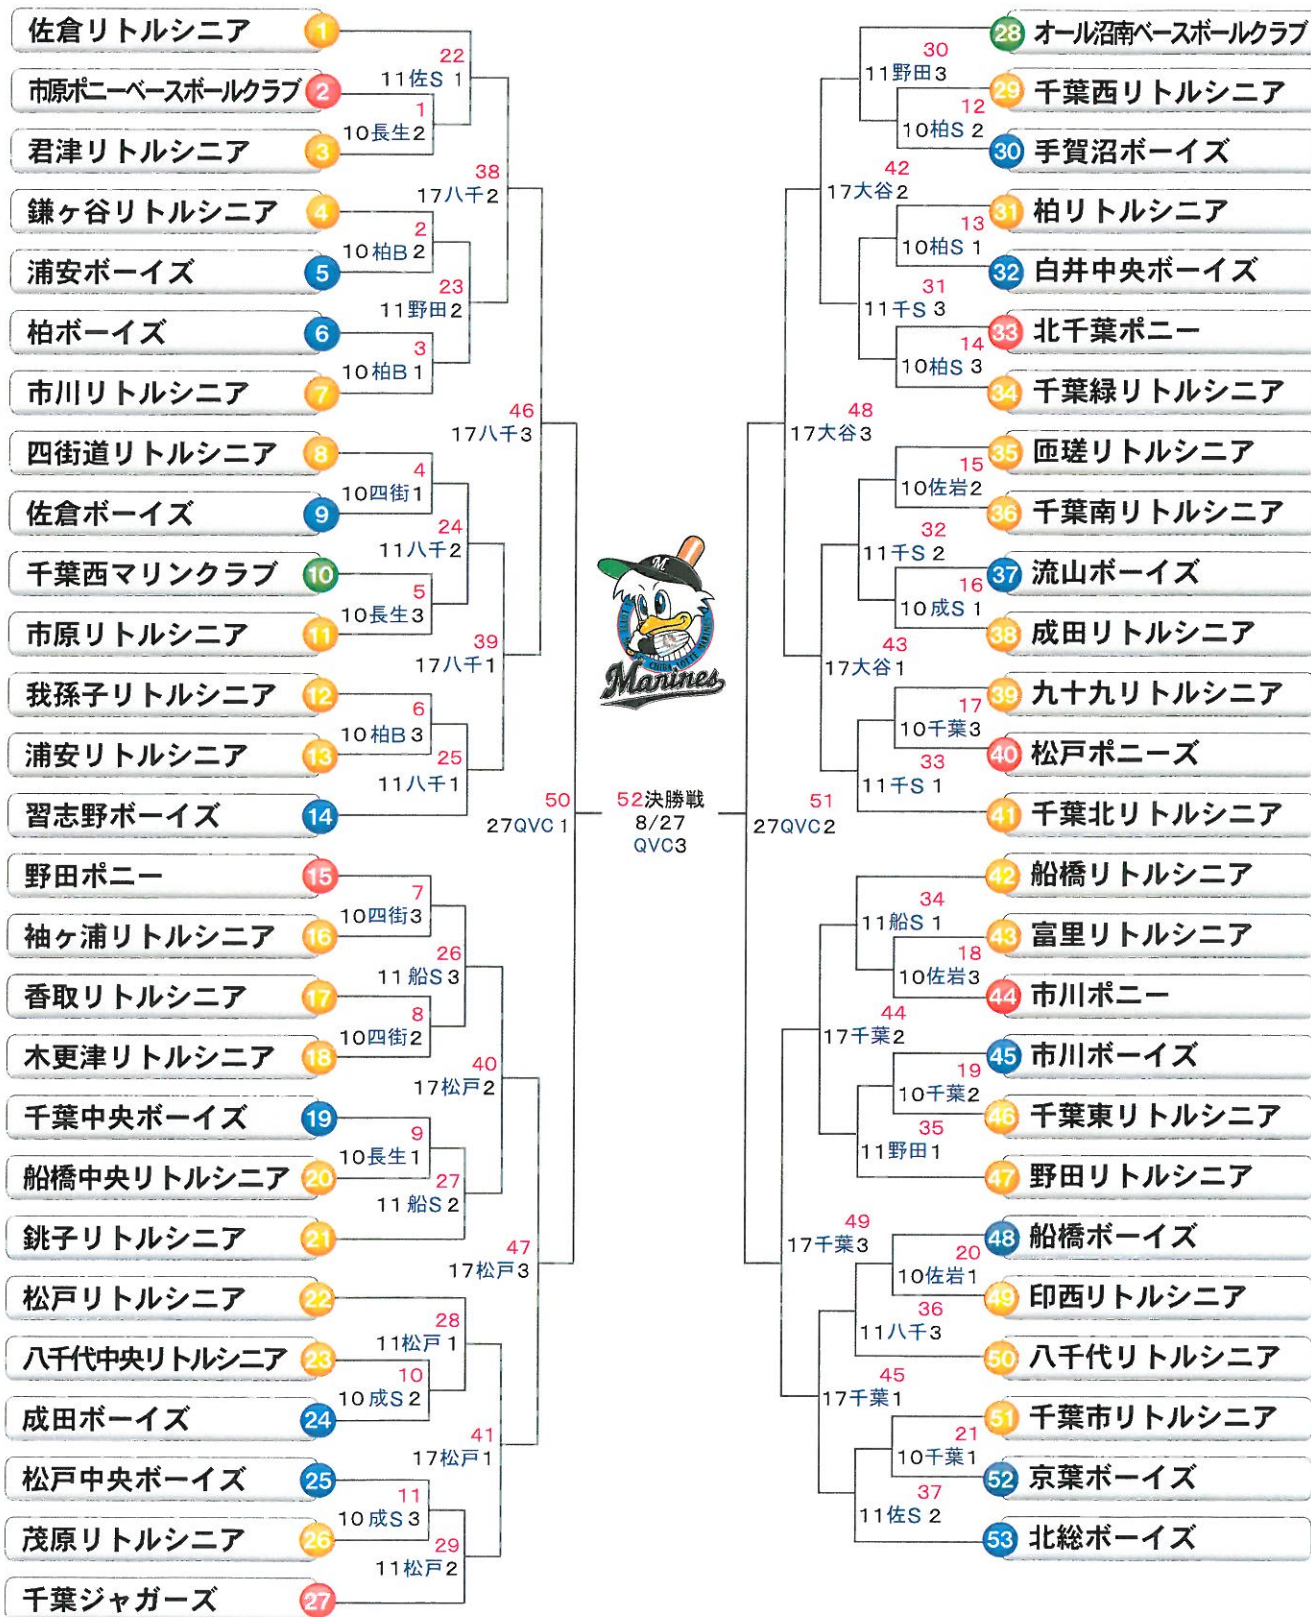 佐倉リトルシニア 1
市原ポニーベースボールクラブ 2
君津リトルシニア 3
鎌ヶ谷リトルシニア 4
浦安ボーイズ 5
柏ボーイズ 6
市川リトルシニア 7
四街道リトルシニア 8
佐倉ボーイズ 9
千葉西マリンクラブ 10
市原リトルシニア 11
我孫子リトルシニア 12
浦安リトルシニア 13
習志野ボーイズ 14
野田ポニー 15
袖ヶ浦リトルシニア 16
香取リトルシニア 17
木更津リトルシニア 18
千葉中央ボーイズ 19
船橋中央リトルシニア 20
銚子リトルシニア 21
松戸リトルシニア 22
八千代中央リトルシニア 23
成田ボーイズ 24
松戸中央ボーイズ 25
茂原リトルシニア 26
千葉ジャガーズ 27
22
11佐S 1
1
10長生2
38
17八千2
2
10柏B 2
23
11野田2
3
10柏B 1
46
17八千3
4
10四街1
24
11八千2
5
10長生3
39
17八千1
6
10柏B 3
25
11八千1
50
27QVC 1
7
10四街3
26
11船S 3
8
10四街2
40
17松戸2
9
10長生1
27
11船S 2
47
17松戸3
28
11松戸1
10
10成S 2
41
17松戸1
11
10成S 3
29
11松戸2
M
CHIBA LOTTE MARINES
Marines
52決勝戦
8/27
QVC3
30
11野田3
12
10柏S 2
42
17大谷2
13
10柏S 1
31
11千S 3
14
10柏S 3
48
17大谷3
15
10佐岩2
32
11千S 2
16
10成S 1
43
17大谷1
17
10千葉3
33
11千S 1
51
27QVC2
34
11船S 1
18
10佐岩3
44
17千葉2
19
10千葉2
35
11野田1
49
17千葉3
20
10佐岩1
36
11八千3
45
17千葉1
21
10千葉1
37
11佐S 2
28 オール沼南ベースボールクラブ
29 千葉西リトルシニア
30 手賀沼ボーイズ
31 柏リトルシニア
32 白井中央ボーイズ
33 北千葉ポニー
34 千葉緑リトルシニア
35 匝瑳リトルシニア
36 千葉南リトルシニア
37 流山ボーイズ
38 成田リトルシニア
39 九十九リトルシニア
40 松戸ポニーズ
41 千葉北リトルシニア
42 船橋リトルシニア
43 富里リトルシニア
44 市川ポニー
45 市川ボーイズ
46 千葉東リトルシニア
47 野田リトルシニア
48 船橋ボーイズ
49 印西リトルシニア
50 八千代リトルシニア
51 千葉市リトルシニア
52 京葉ボーイズ
53 北総ボーイズ